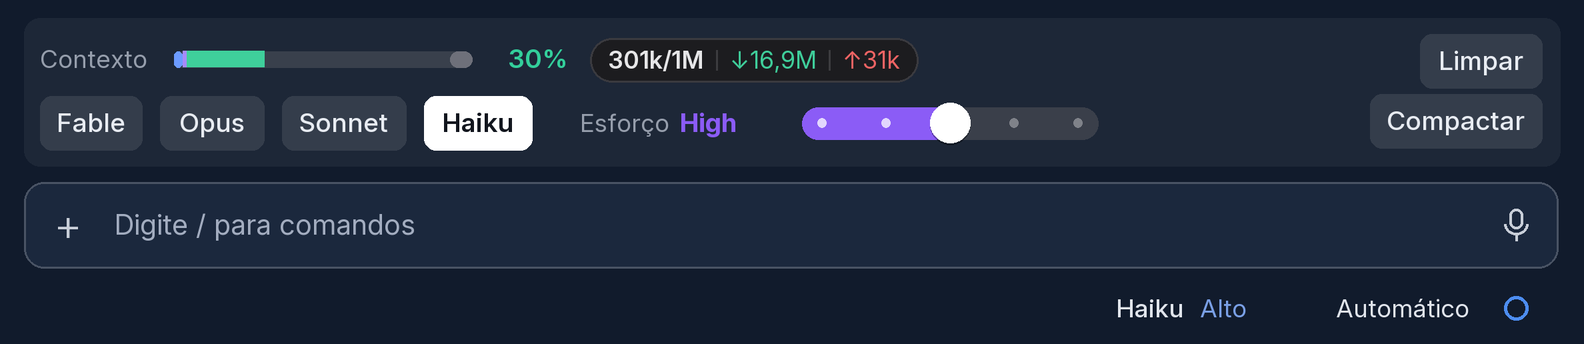 Contexto 30% 301k/1M ↓16,9M ↑31k Limpar
Fable Opus Sonnet Haiku Esforço High Compactar
+ Digite / para comandos
Haiku Alto Automático